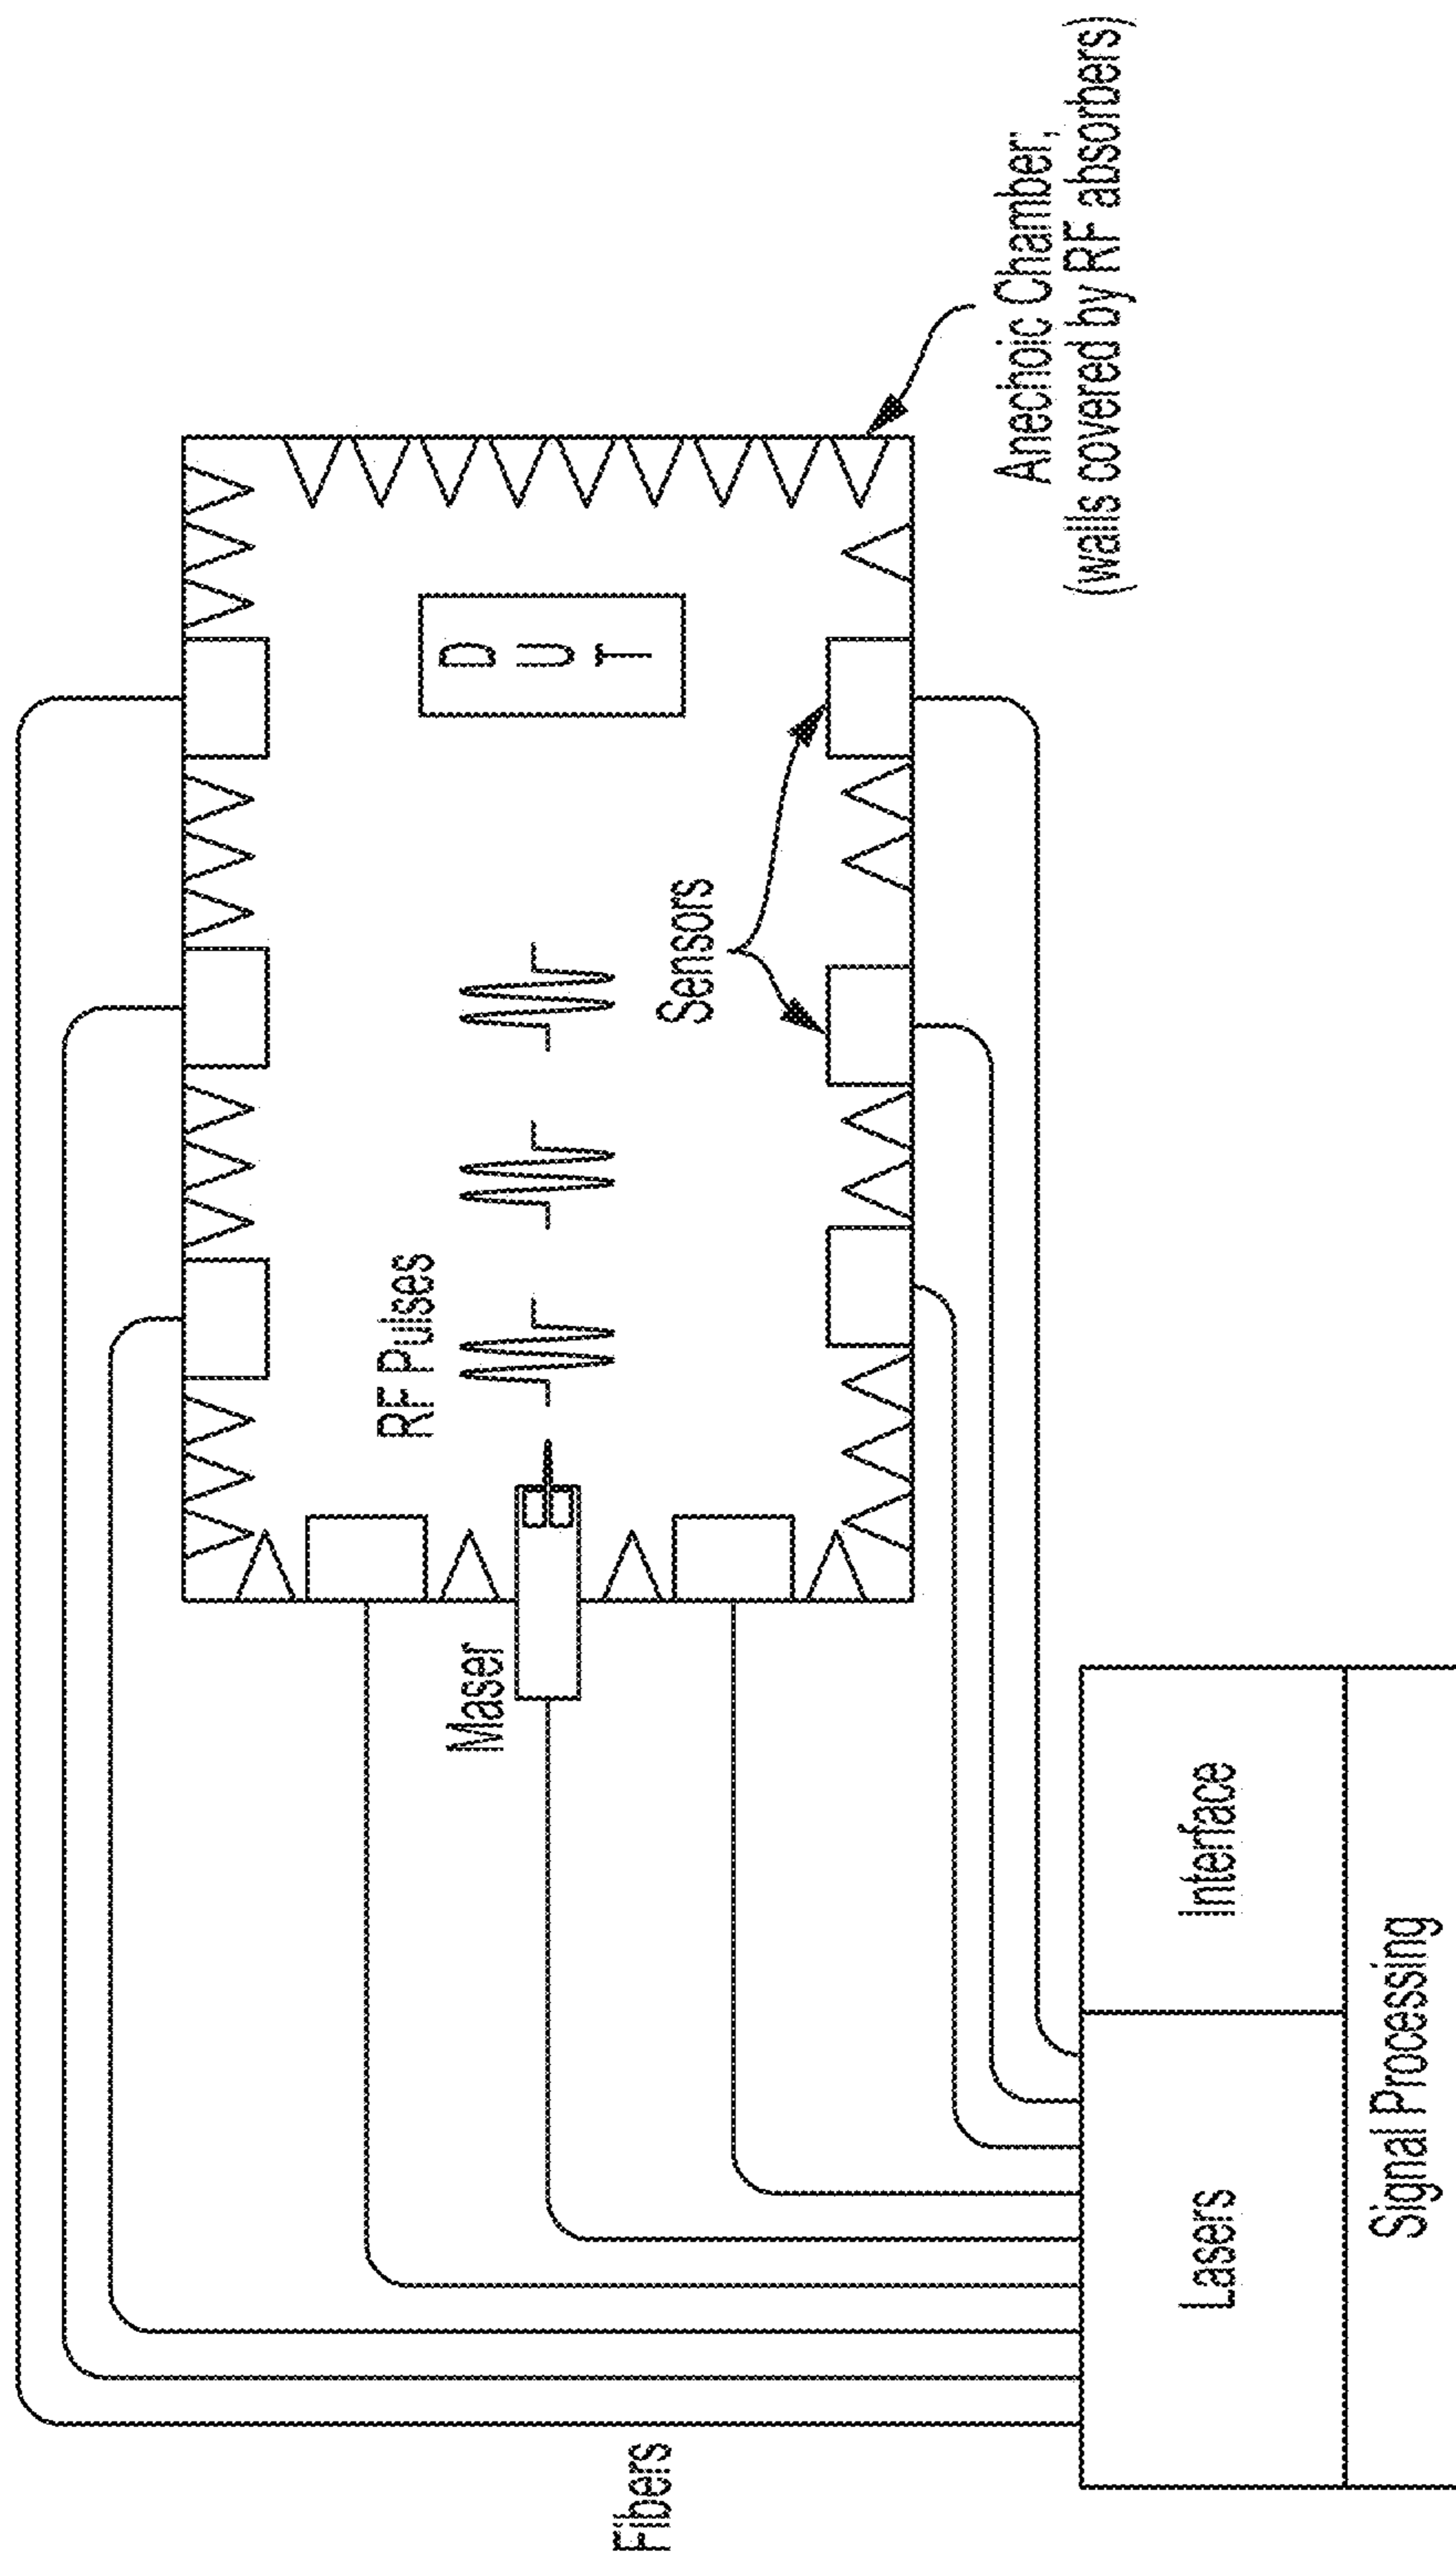 RF Pulses
Maser
D
U
T
Fibers
Sensors
Anechoic Chamber;
(walls covered by RF absorbers)
Lasers
Interface
Signal Processing